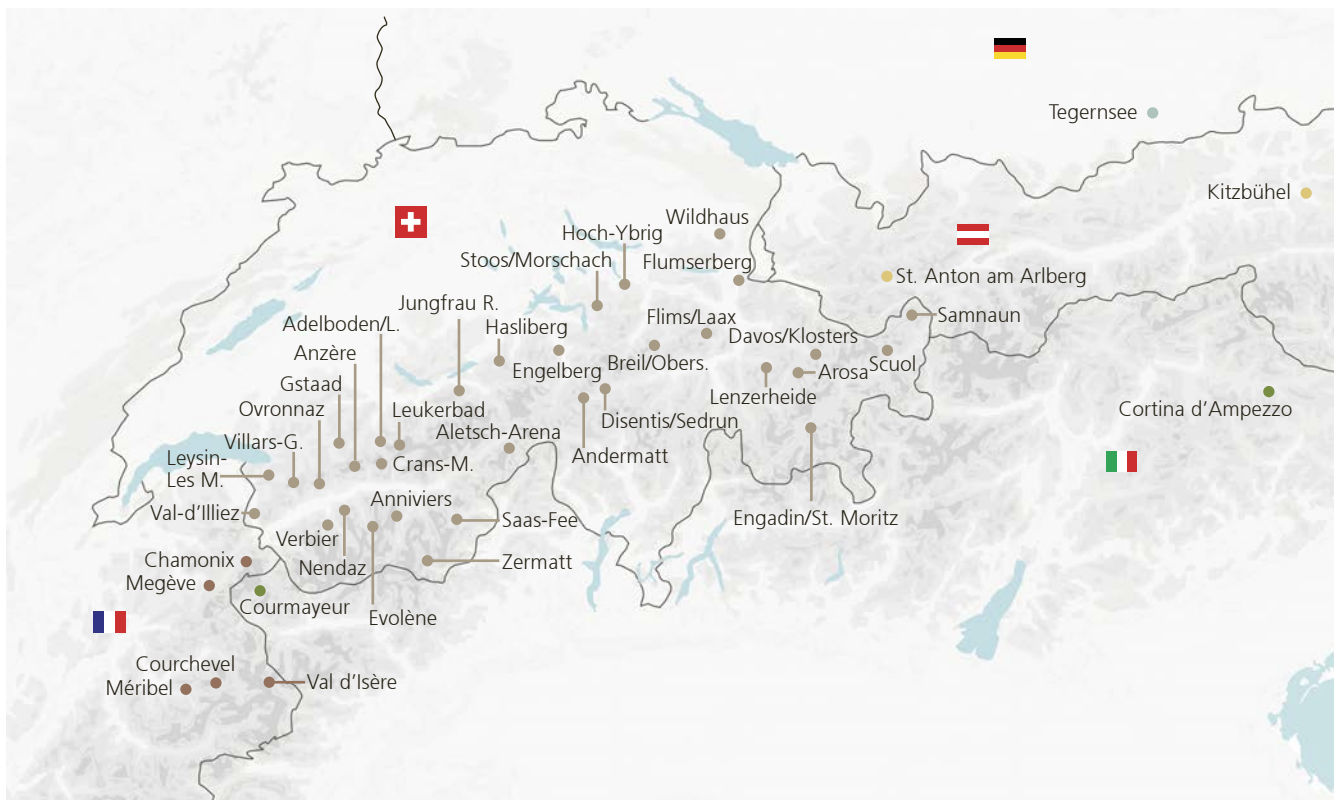 Tegernsee
Kitzbühel
Wildhaus
Hoch-Ybrig
Stoos/Morschach
Flumserberg
St. Anton am Arlberg
Jungfrau R.
Samnaun
Adelboden/L.
Hasliberg
Flims/Laax
Davos/Klosters
Anzère
Engelberg
Breil/Obers.
Arosa
Scuol
Gstaad
Lenzerheide
Ovronnaz
Leukerbad
Cortina d’Ampezzo
Disentis/Sedrun
Villars-G.
Aletsch-Arena
Andermatt
Leysin-
Les M.
Crans-M.
Val-d’Illiez
Anniviers
Saas-Fee
Engadin/St. Moritz
Verbier
Chamonix
Nendaz
Zermatt
Megève
Courmayeur
Evolène
Courchevel
Méribel
Val d’Isère